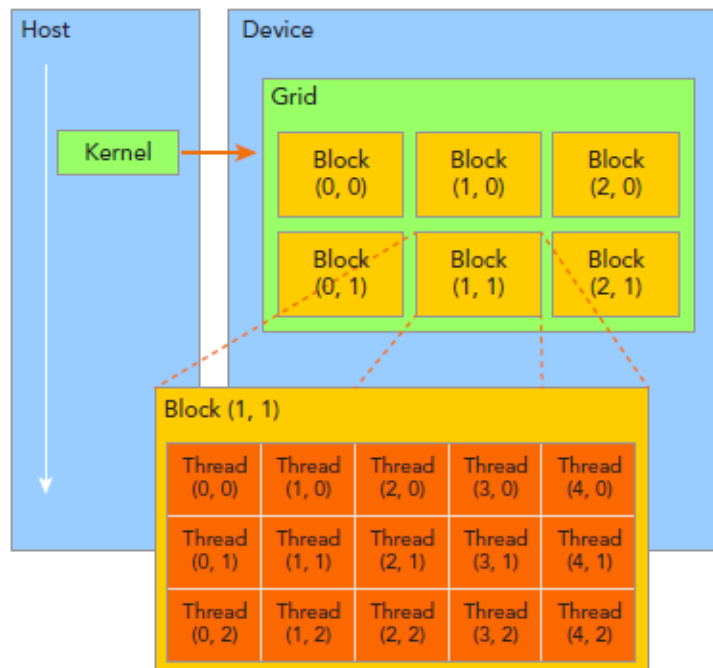 Host
Device
Grid
Kernel
Block
(0, 0)
Block
(1, 0)
Block
(2, 0)
Block
(0, 1)
Block
(1, 1)
Block
(2, 1)
Block (1, 1)
Thread
(0, 0)
Thread
(1, 0)
Thread
(2, 0)
Thread
(3, 0)
Thread
(4, 0)
Thread
(0, 1)
Thread
(1, 1)
Thread
(2, 1)
Thread
(3, 1)
Thread
(4, 1)
Thread
(0, 2)
Thread
(1, 2)
Thread
(2, 2)
Thread
(3, 2)
Thread
(4, 2)